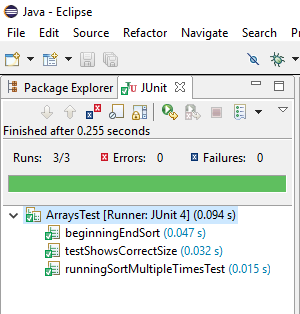 Java - Eclipse
File Edit Source Refactor Navigate Search
Package Explorer JUnit
Finished after 0.255 seconds
Runs: 3/3 Errors: 0 Failures: 0
ArraysTest [Runner: JUnit 4] (0.094 s)
beginningEndSort (0.047 s)
testShowsCorrectSize (0.032 s)
runningSortMultipleTimesTest (0.015 s)